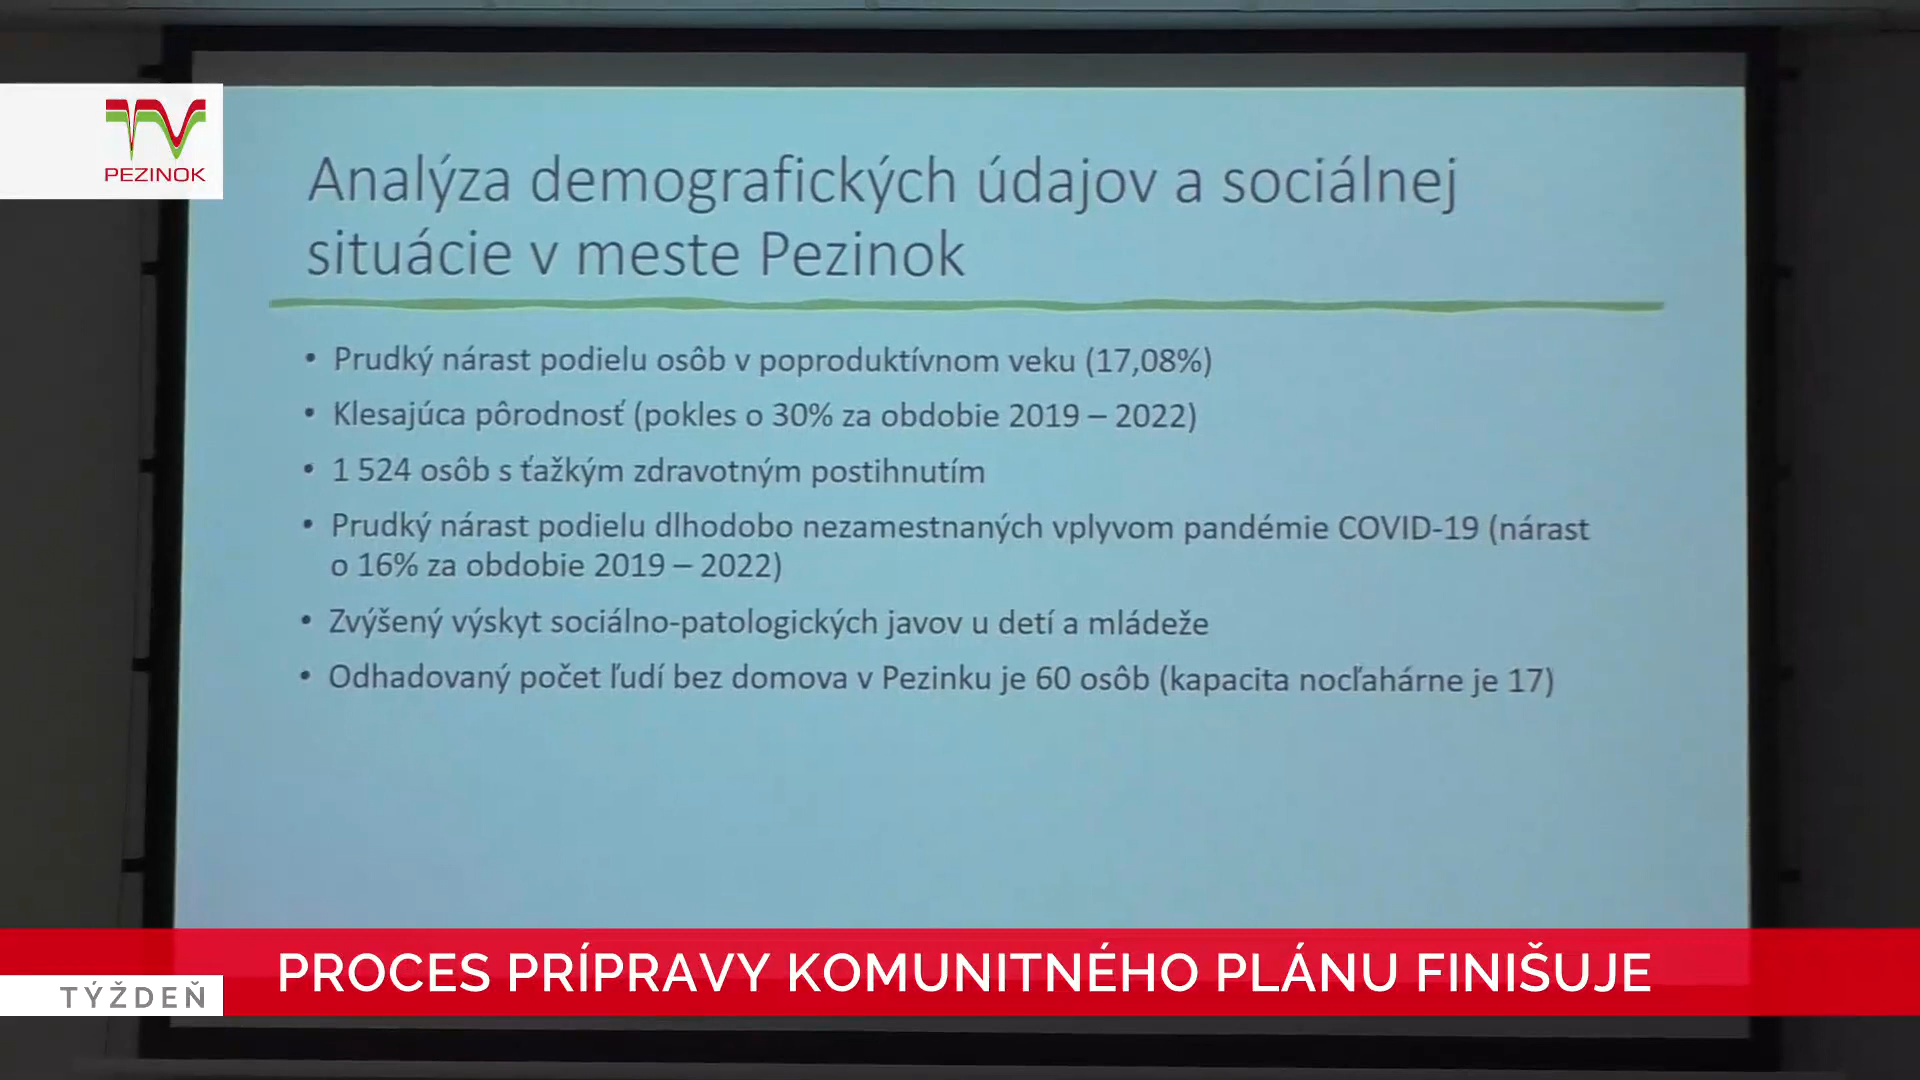 TV
PEZINOK
Analýza demografických údajov a sociálnej
situácie v meste Pezinok
• Prudký nárast podielu osôb v poproduktívnom veku (17,08%)
• Klesajúca pôrodnosť (pokles o 30% za obdobie 2019 – 2022)
• 1 524 osôb s ťažkým zdravotným postihnutím
• Prudký nárast podielu dlhodobo nezamestnaných vplyvom pandémie COVID-19 (nárast
o 16% za obdobie 2019 – 2022)
• Zvýšený výskyt sociálno-patologických javov u detí a mládeže
• Odhadovaný počet ľudí bez domova v Pezinku je 60 osôb (kapacita nocľahárne je 17)
PROCES PRÍPRAVY KOMUNITNÉHO PLÁNU FINIŠUJE
TÝŽDEŇ